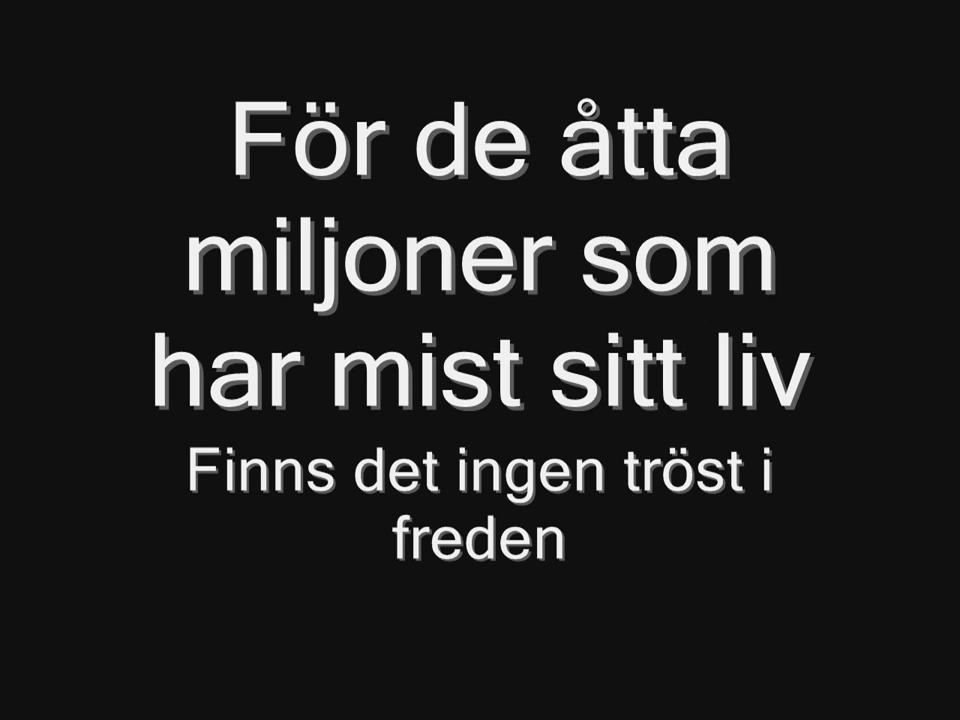 För de åtta
miljoner som
har mist sitt liv
Finns det ingen tröst i
freden